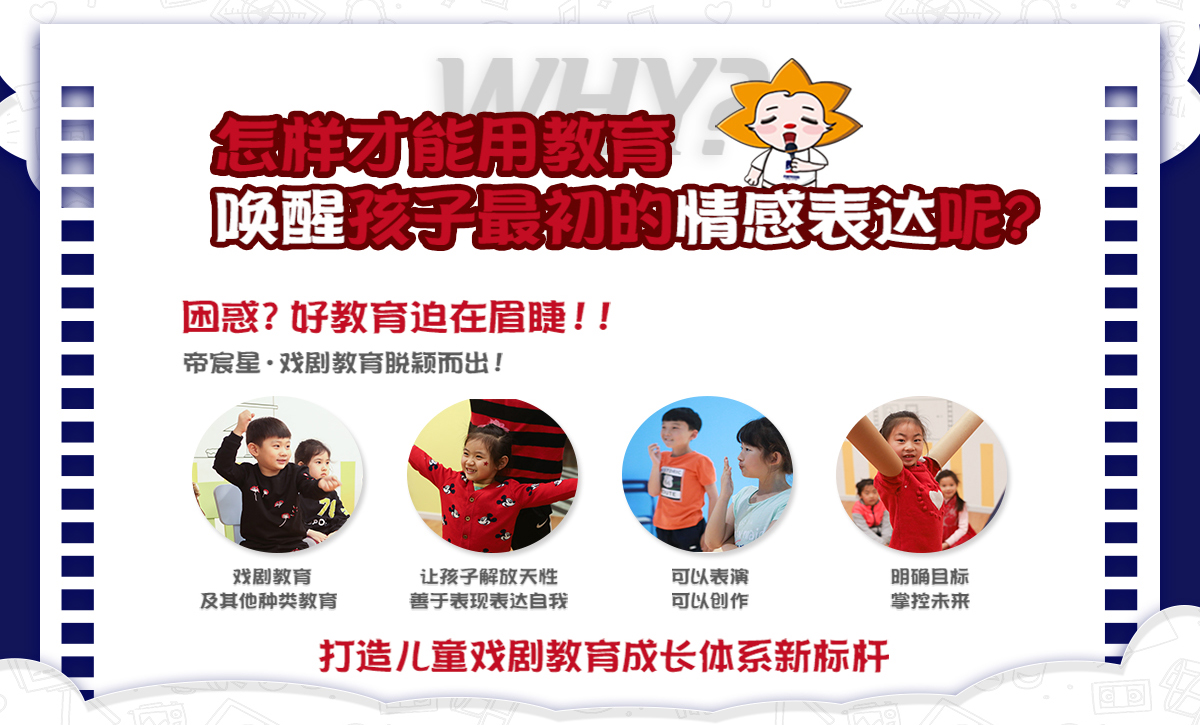 WHY?
怎样才能用教育
唤醒孩子最初的情感表达呢?
困惑? 好教育迫在眉睫!!
帝宸星·戏剧教育脱颖而出!
戏剧教育
及其他种类教育
让孩子解放天性
善于表现表达自我
可以表演
可以创作
明确目标
掌控未来
打造儿童戏剧教育成长体系新标杆